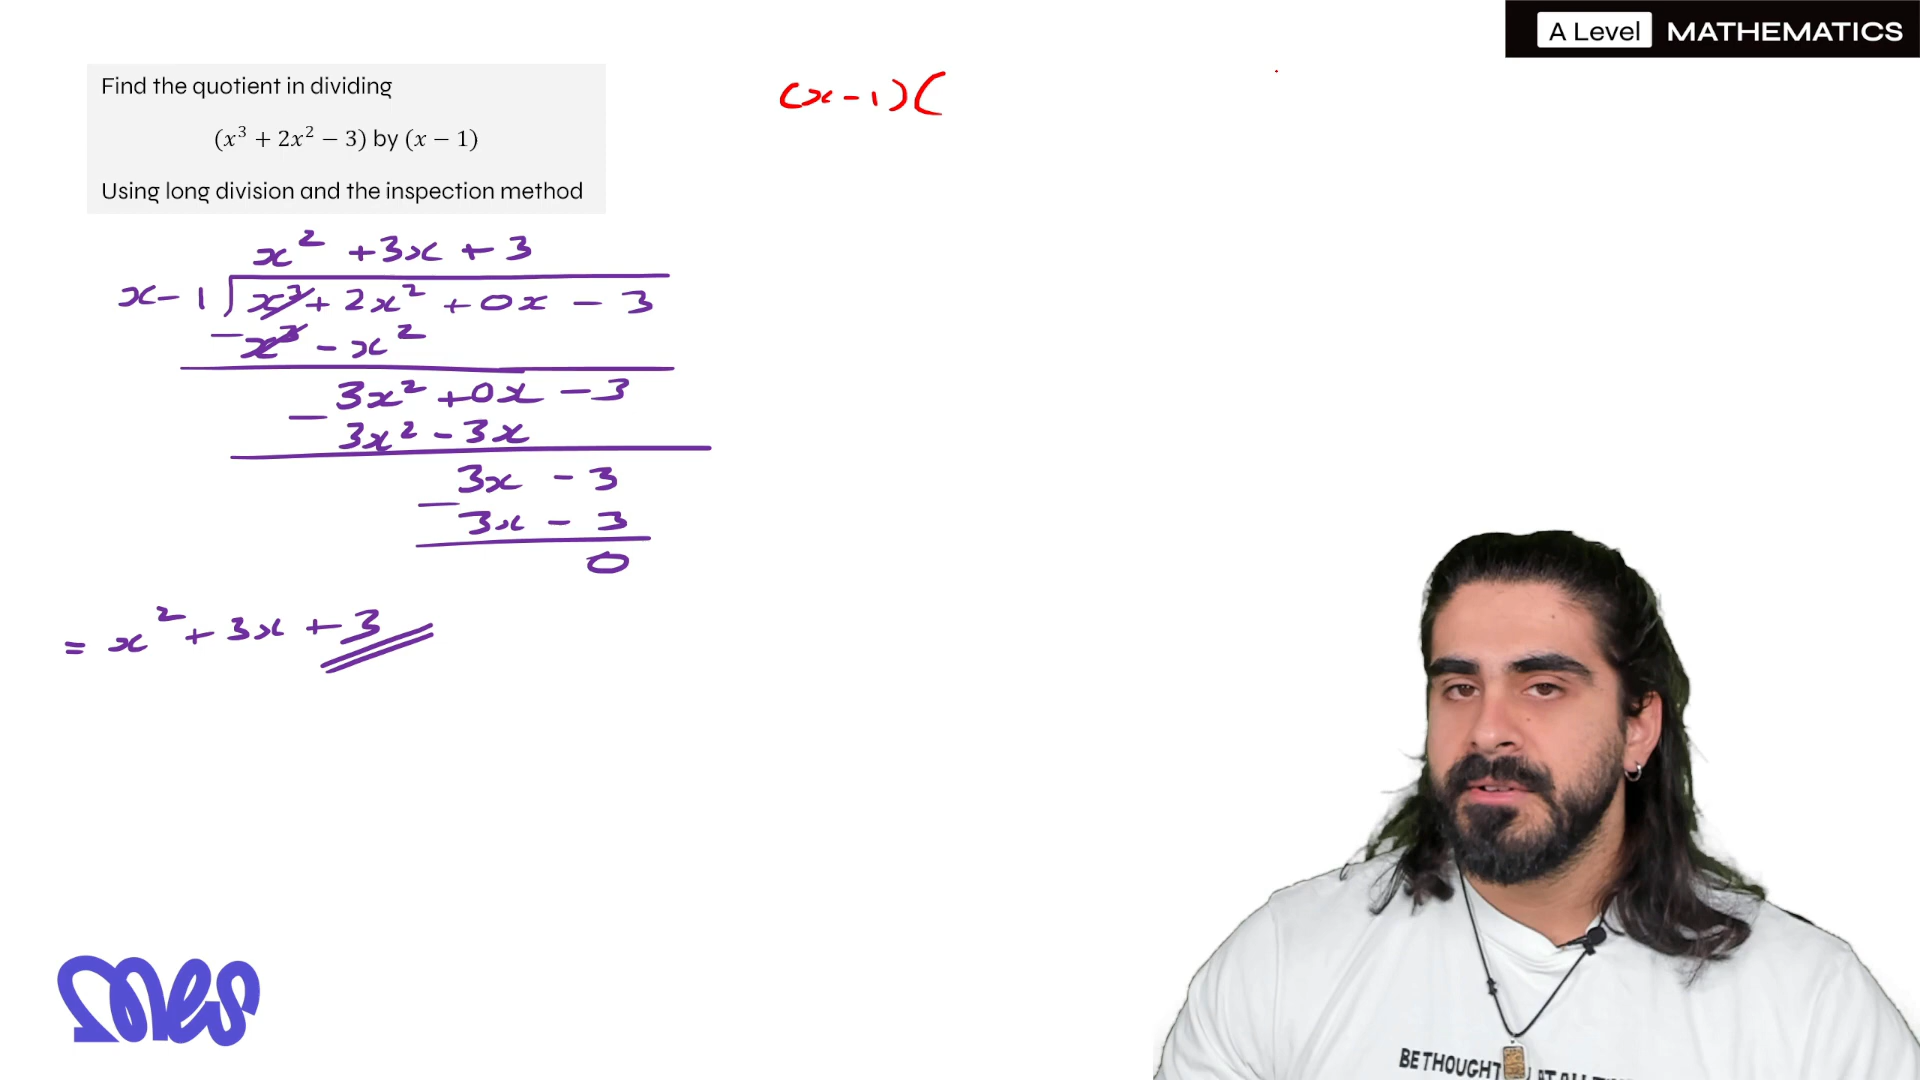 A Level MATHEMATICS
Find the quotient in dividing
(x³ + 2x² − 3) by (x − 1)
Using long division and the inspection method
(x-1)(
x² +3x + 3
x-1 ) x³ + 2x² + 0x - 3
- x³ - x²
3x² + 0x - 3
- 3x² - 3x
3x - 3
- 3x - 3
0
= x² + 3x + 3
mes
BE THOUGHT